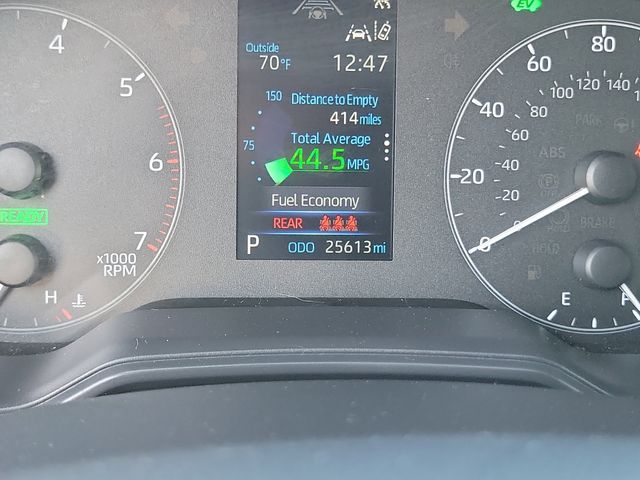 EV
Outside
70°F
12:47
150
Distance to Empty
414 miles
75
Total Average
44.5 MPG
Fuel Economy
REAR
P
ODO 25613 mi
4
5
6
7
x1000
RPM
READY
H
80
60
40
20
0
140
120
100
80
60
40
20
PARK
ABS
BRAKE
HOLD
E